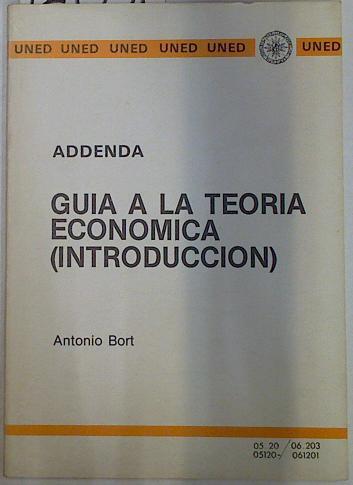 UNED UNED UNED UNED UNED UNED
ADDENDA
GUIA A LA TEORIA
ECONOMICA
(INTRODUCCION)
Antonio Bort
05 20 / 06.203
05120- 061201